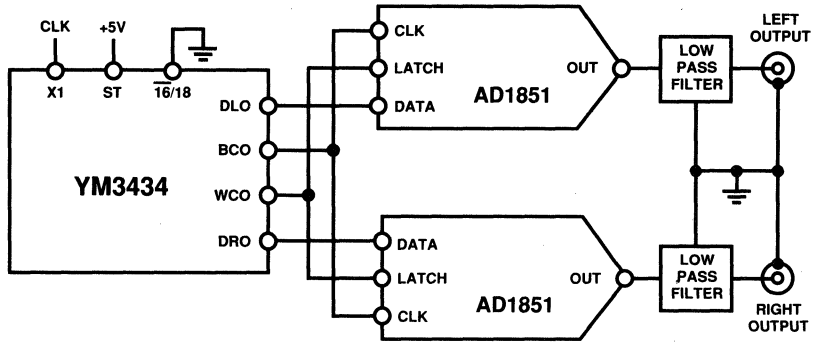 CLK
+5V
X1
ST
16/18
DLO
BCO
WCO
DRO
YM3434
CLK
LATCH
DATA
OUT
AD1851
LOW
PASS
FILTER
LEFT
OUTPUT
DATA
LATCH
CLK
OUT
AD1851
LOW
PASS
FILTER
RIGHT
OUTPUT